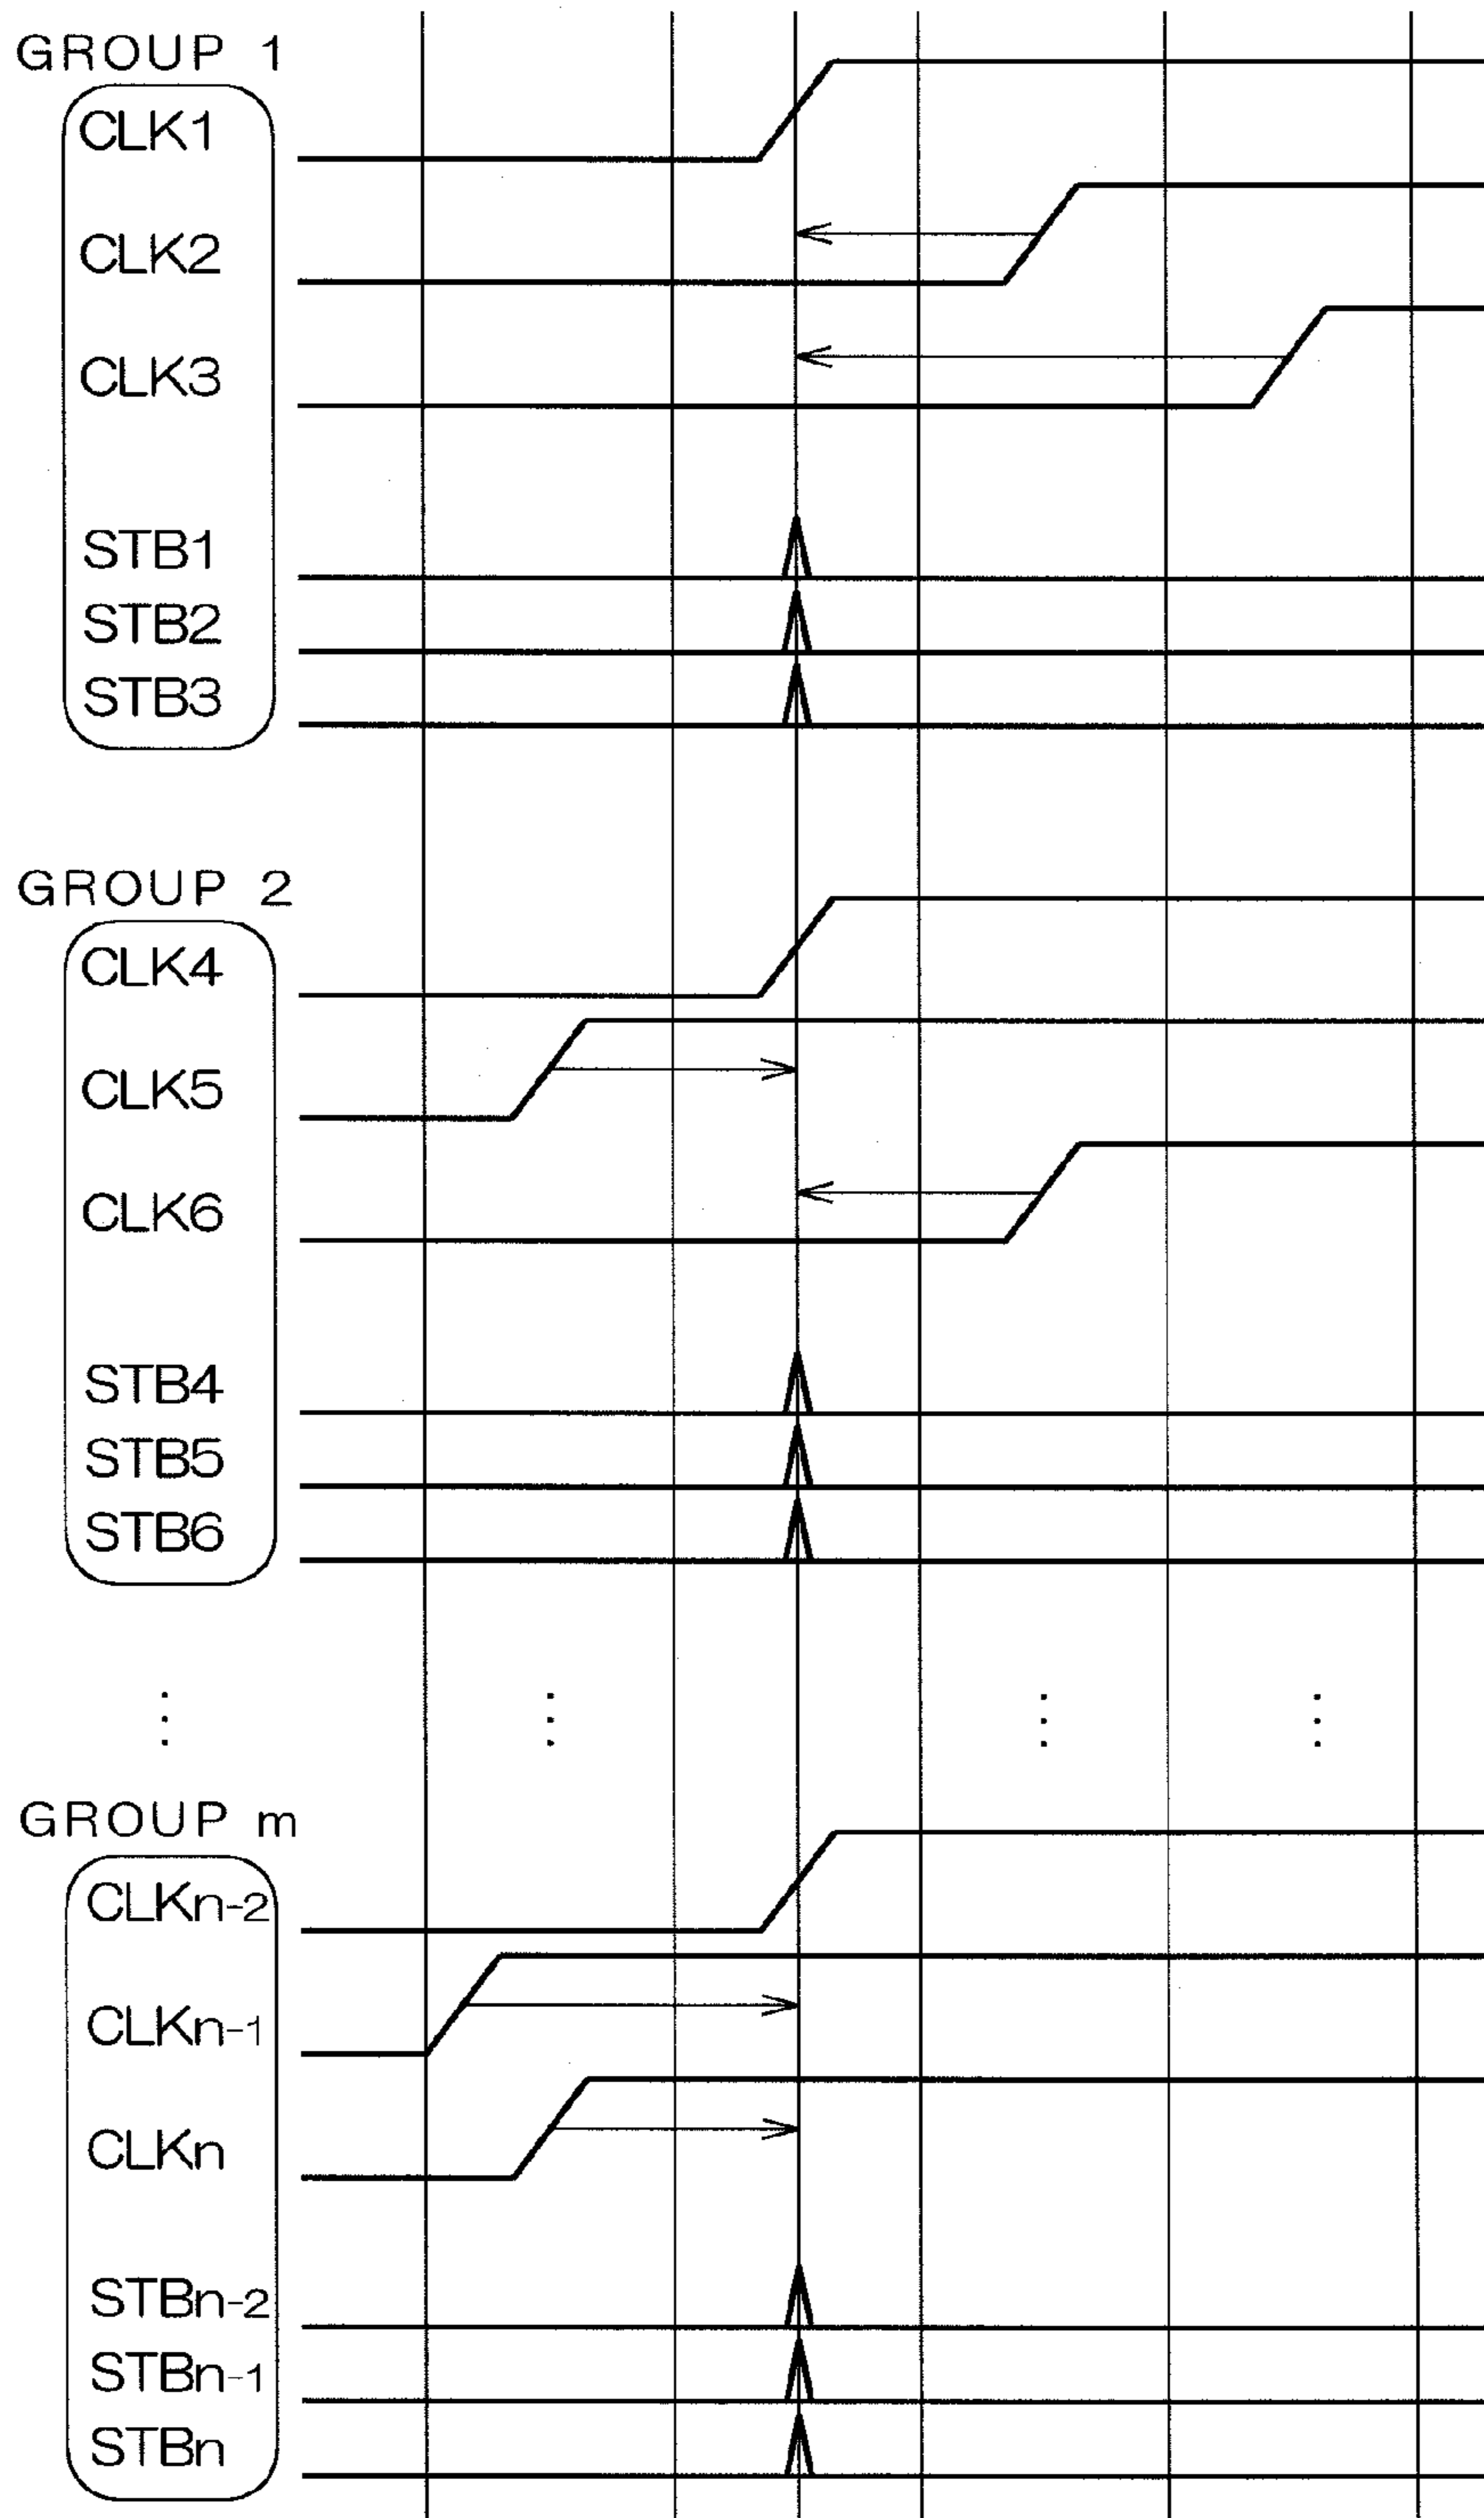 GROUP 1
CLK1
CLK2
CLK3
STB1
STB2
STB3
GROUP 2
CLK4
CLK5
CLK6
STB4
STB5
STB6
GROUP m
CLKn-2
CLKn-1
CLKn
STBn-2
STBn-1
STBn